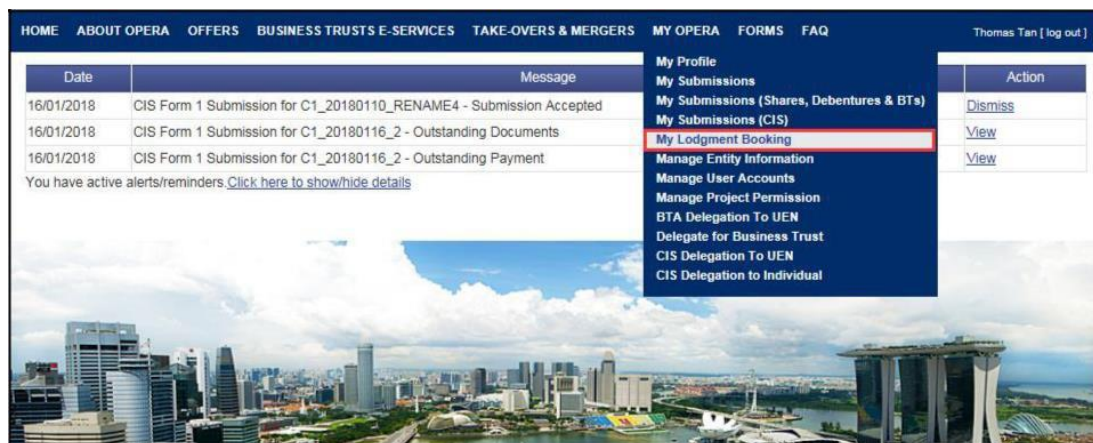 HOME ABOUT OPERA OFFERS BUSINESS TRUSTS E-SERVICES TAKE-OVERS & MERGERS MY OPERA FORMS FAQ Thomas Tan [ log out ]
My Profile
My Submissions
My Submissions (Shares, Debentures & BTs)
My Submissions (CIS)
My Lodgment Booking
Manage Entity Information
Manage User Accounts
Manage Project Permission
BTA Delegation To UEN
Delegate for Business Trust
CIS Delegation To UEN
CIS Delegation to Individual
Date Message Action
16/01/2018 CIS Form 1 Submission for C1_20180110_RENAME4 - Submission Accepted Dismiss
16/01/2018 CIS Form 1 Submission for C1_20180116_2 - Outstanding Documents View
16/01/2018 CIS Form 1 Submission for C1_20180116_2 - Outstanding Payment View
You have active alerts/reminders. Click here to show/hide details